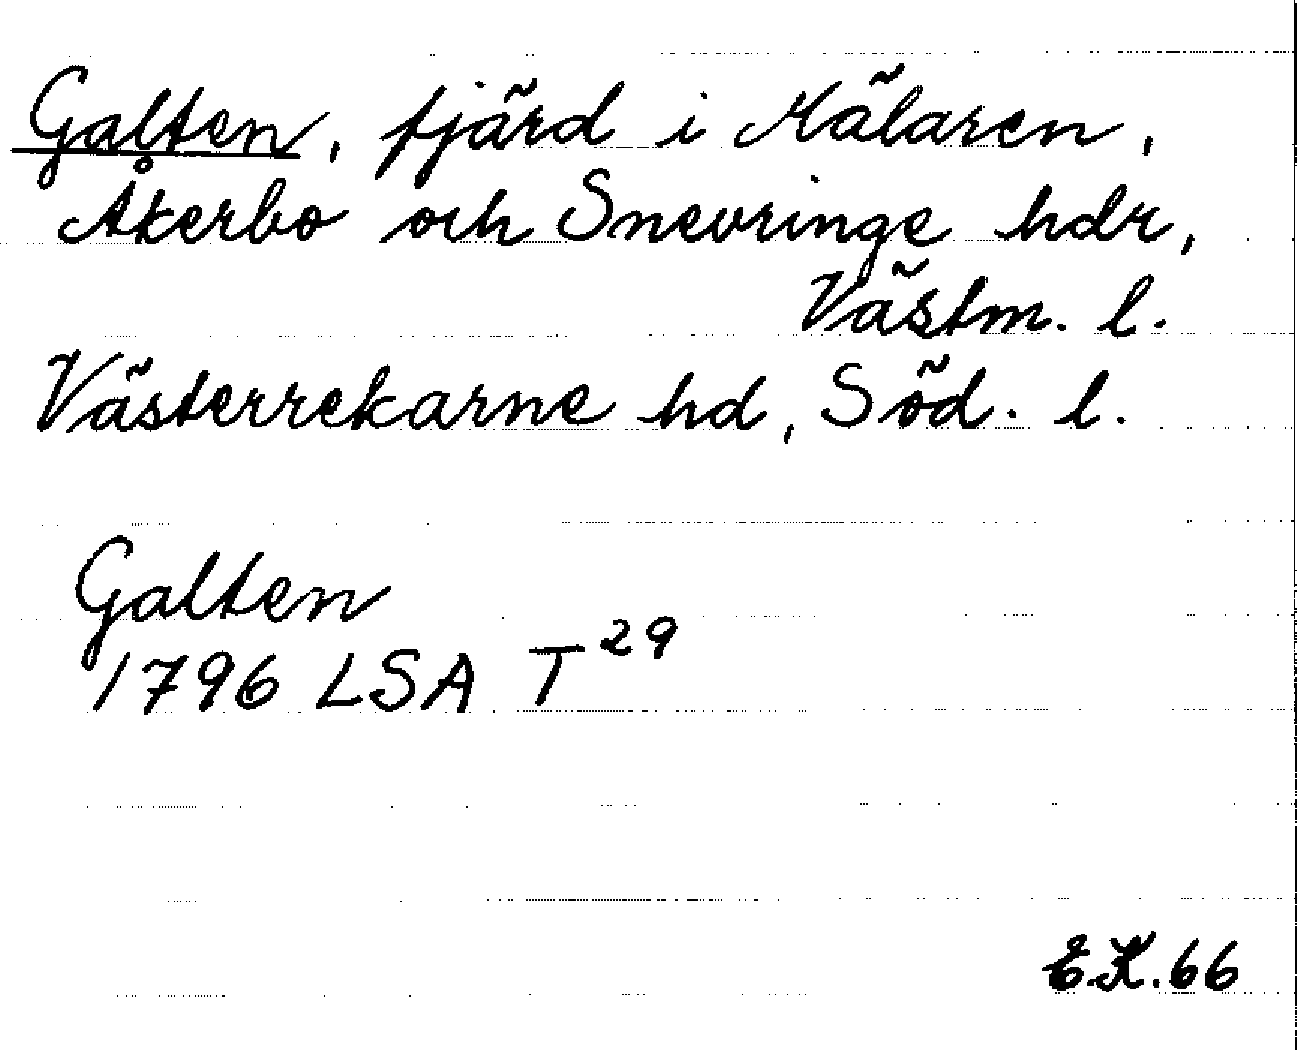 Galten, fjärd i Mälaren,
Åkerbo och Snevringe hdr,
Västm. l.
Västerrekarne hd, Söd. l.
Galten
1796 LSA T 29
E.K. 66